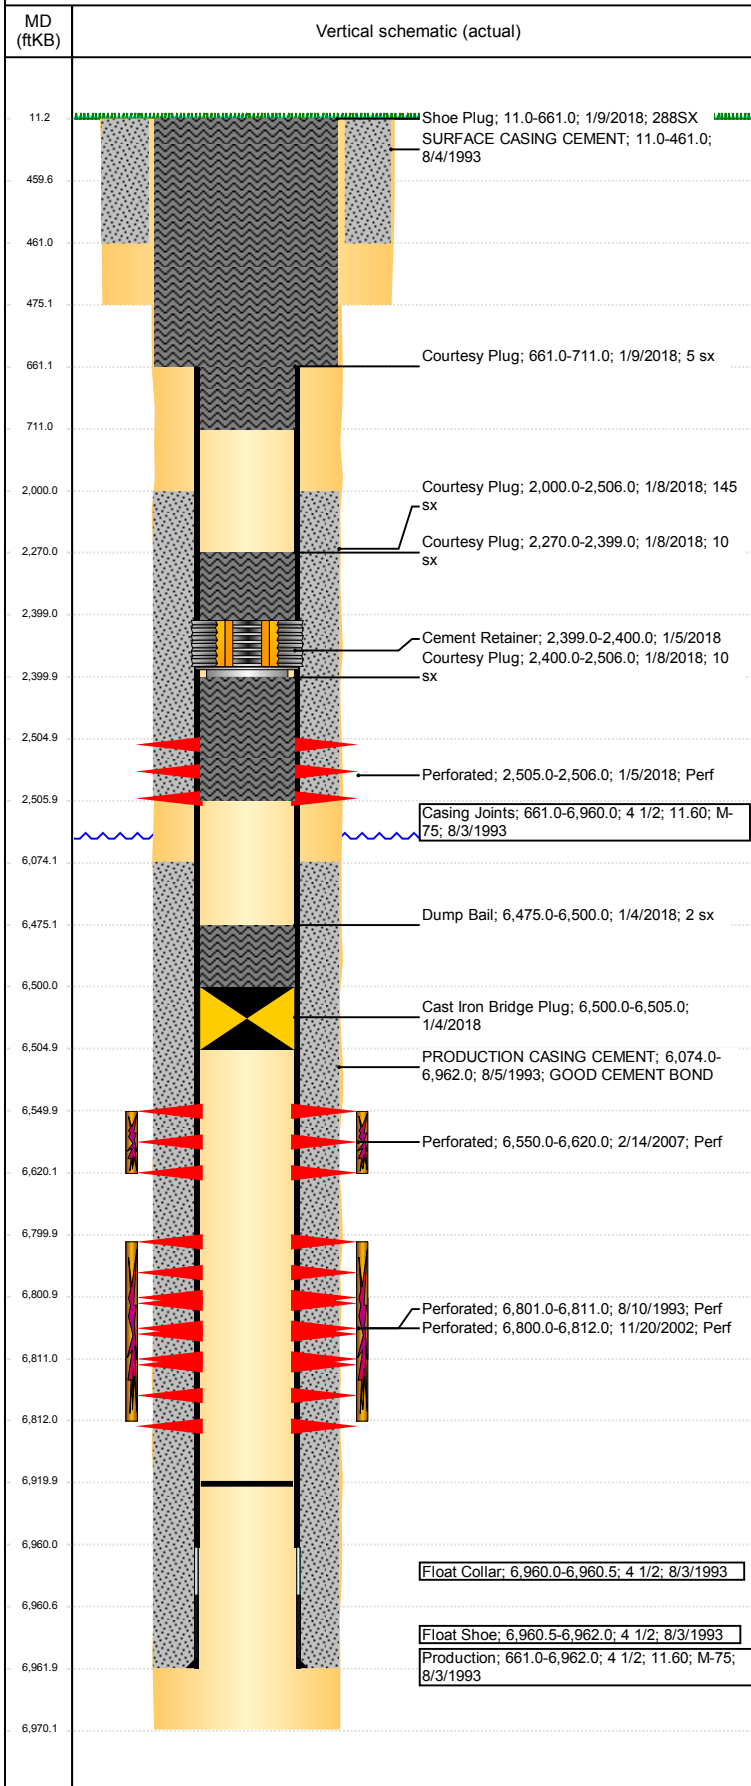 MD
(ftKB)
Vertical schematic (actual)
11.2
Shoe Plug; 11.0-661.0; 1/9/2018; 288SX
SURFACE CASING CEMENT; 11.0-461.0;
8/4/1993
459.6
461.0
475.1
661.1
Courtesy Plug; 661.0-711.0; 1/9/2018; 5 sx
711.0
2,000.0
Courtesy Plug; 2,000.0-2,506.0; 1/8/2018; 145
sx
2,270.0
Courtesy Plug; 2,270.0-2,399.0; 1/8/2018; 10
sx
2,399.0
Cement Retainer; 2,399.0-2,400.0; 1/5/2018
Courtesy Plug; 2,400.0-2,506.0; 1/8/2018; 10
sx
2,399.9
2,504.9
Perforated; 2,505.0-2,506.0; 1/5/2018; Perf
2,505.9
Casing Joints; 661.0-6,960.0; 4 1/2; 11.60; M-
75; 8/3/1993
6,074.1
Dump Bail; 6,475.0-6,500.0; 1/4/2018; 2 sx
6,475.1
6,500.0
Cast Iron Bridge Plug; 6,500.0-6,505.0;
1/4/2018
6,504.9
PRODUCTION CASING CEMENT; 6,074.0-
6,962.0; 8/5/1993; GOOD CEMENT BOND
6,549.9
Perforated; 6,550.0-6,620.0; 2/14/2007; Perf
6,620.1
6,799.9
6,800.9
Perforated; 6,801.0-6,811.0; 8/10/1993; Perf
Perforated; 6,800.0-6,812.0; 11/20/2002; Perf
6,811.0
6,812.0
6,919.9
6,960.0
Float Collar; 6,960.0-6,960.5; 4 1/2; 8/3/1993
6,960.6
Float Shoe; 6,960.5-6,962.0; 4 1/2; 8/3/1993
Production; 661.0-6,962.0; 4 1/2; 11.60; M-75;
8/3/1993
6,961.9
6,970.1